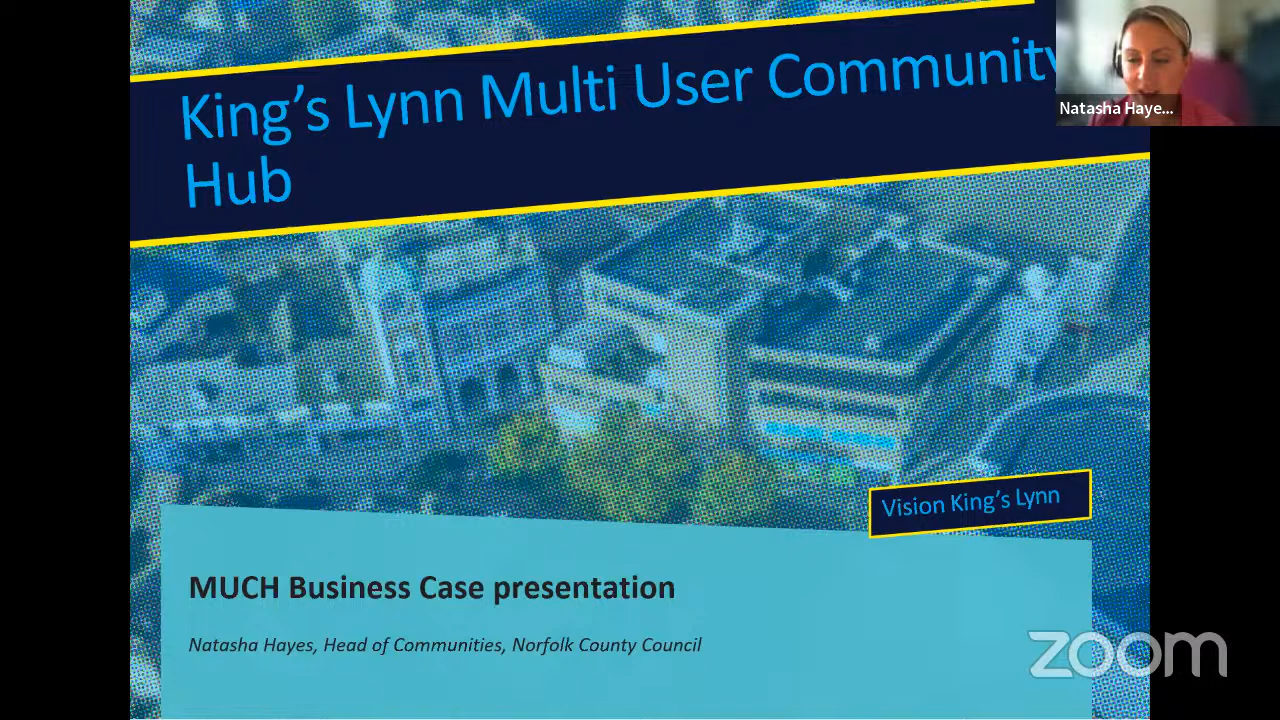 King's Lynn Multi User Community
Hub
Natasha Haye...
Vision King's Lynn
MUCH Business Case presentation
Natasha Hayes, Head of Communities, Norfolk County Council
zoom